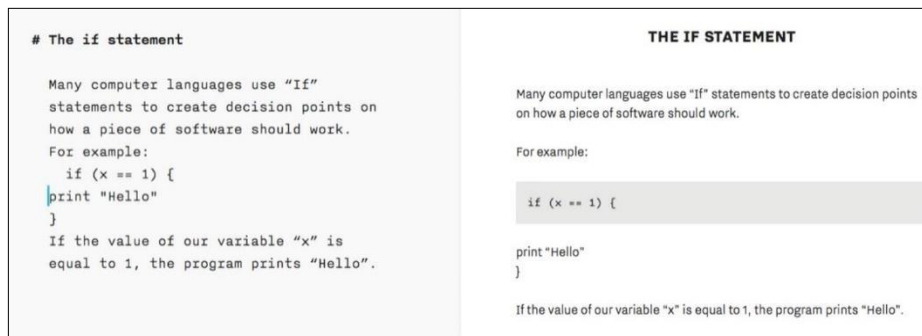 # The if statement
Many computer languages use “If”
statements to create decision points on
how a piece of software should work.
For example:
if (x == 1) {
print "Hello"
}
If the value of our variable “x” is
equal to 1, the program prints “Hello”.
THE IF STATEMENT
Many computer languages use “If” statements to create decision points
on how a piece of software should work.
For example:
if (x == 1) {
print “Hello”
}
If the value of our variable “x” is equal to 1, the program prints “Hello”.